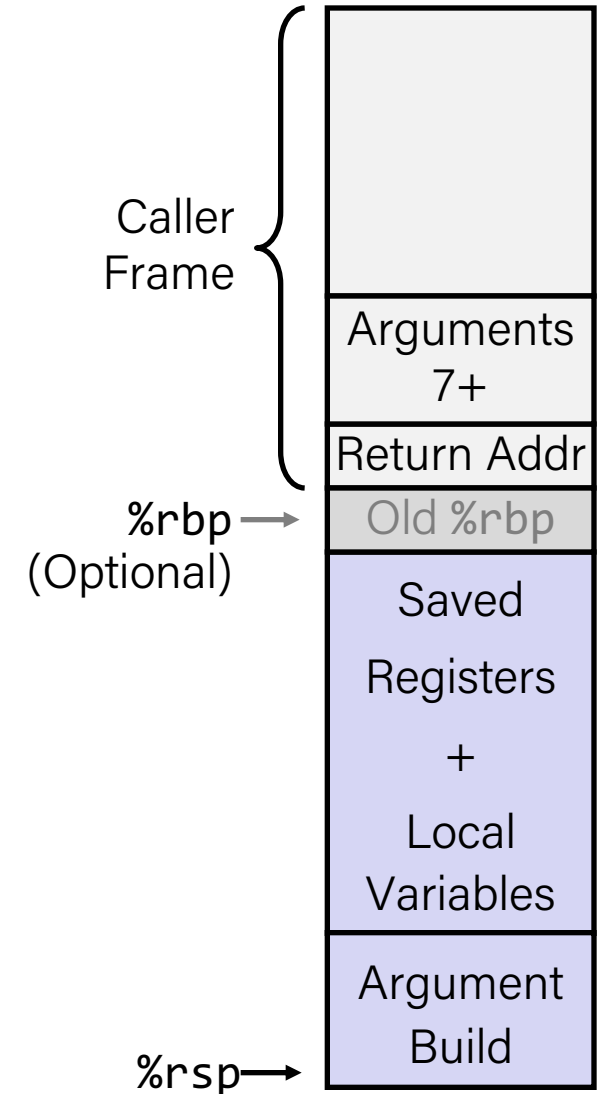 Caller
Frame
Arguments
7+
Return Addr
%rbp
(Optional)
Old %rbp
Saved
Registers
+
Local
Variables
Argument
Build
%rsp